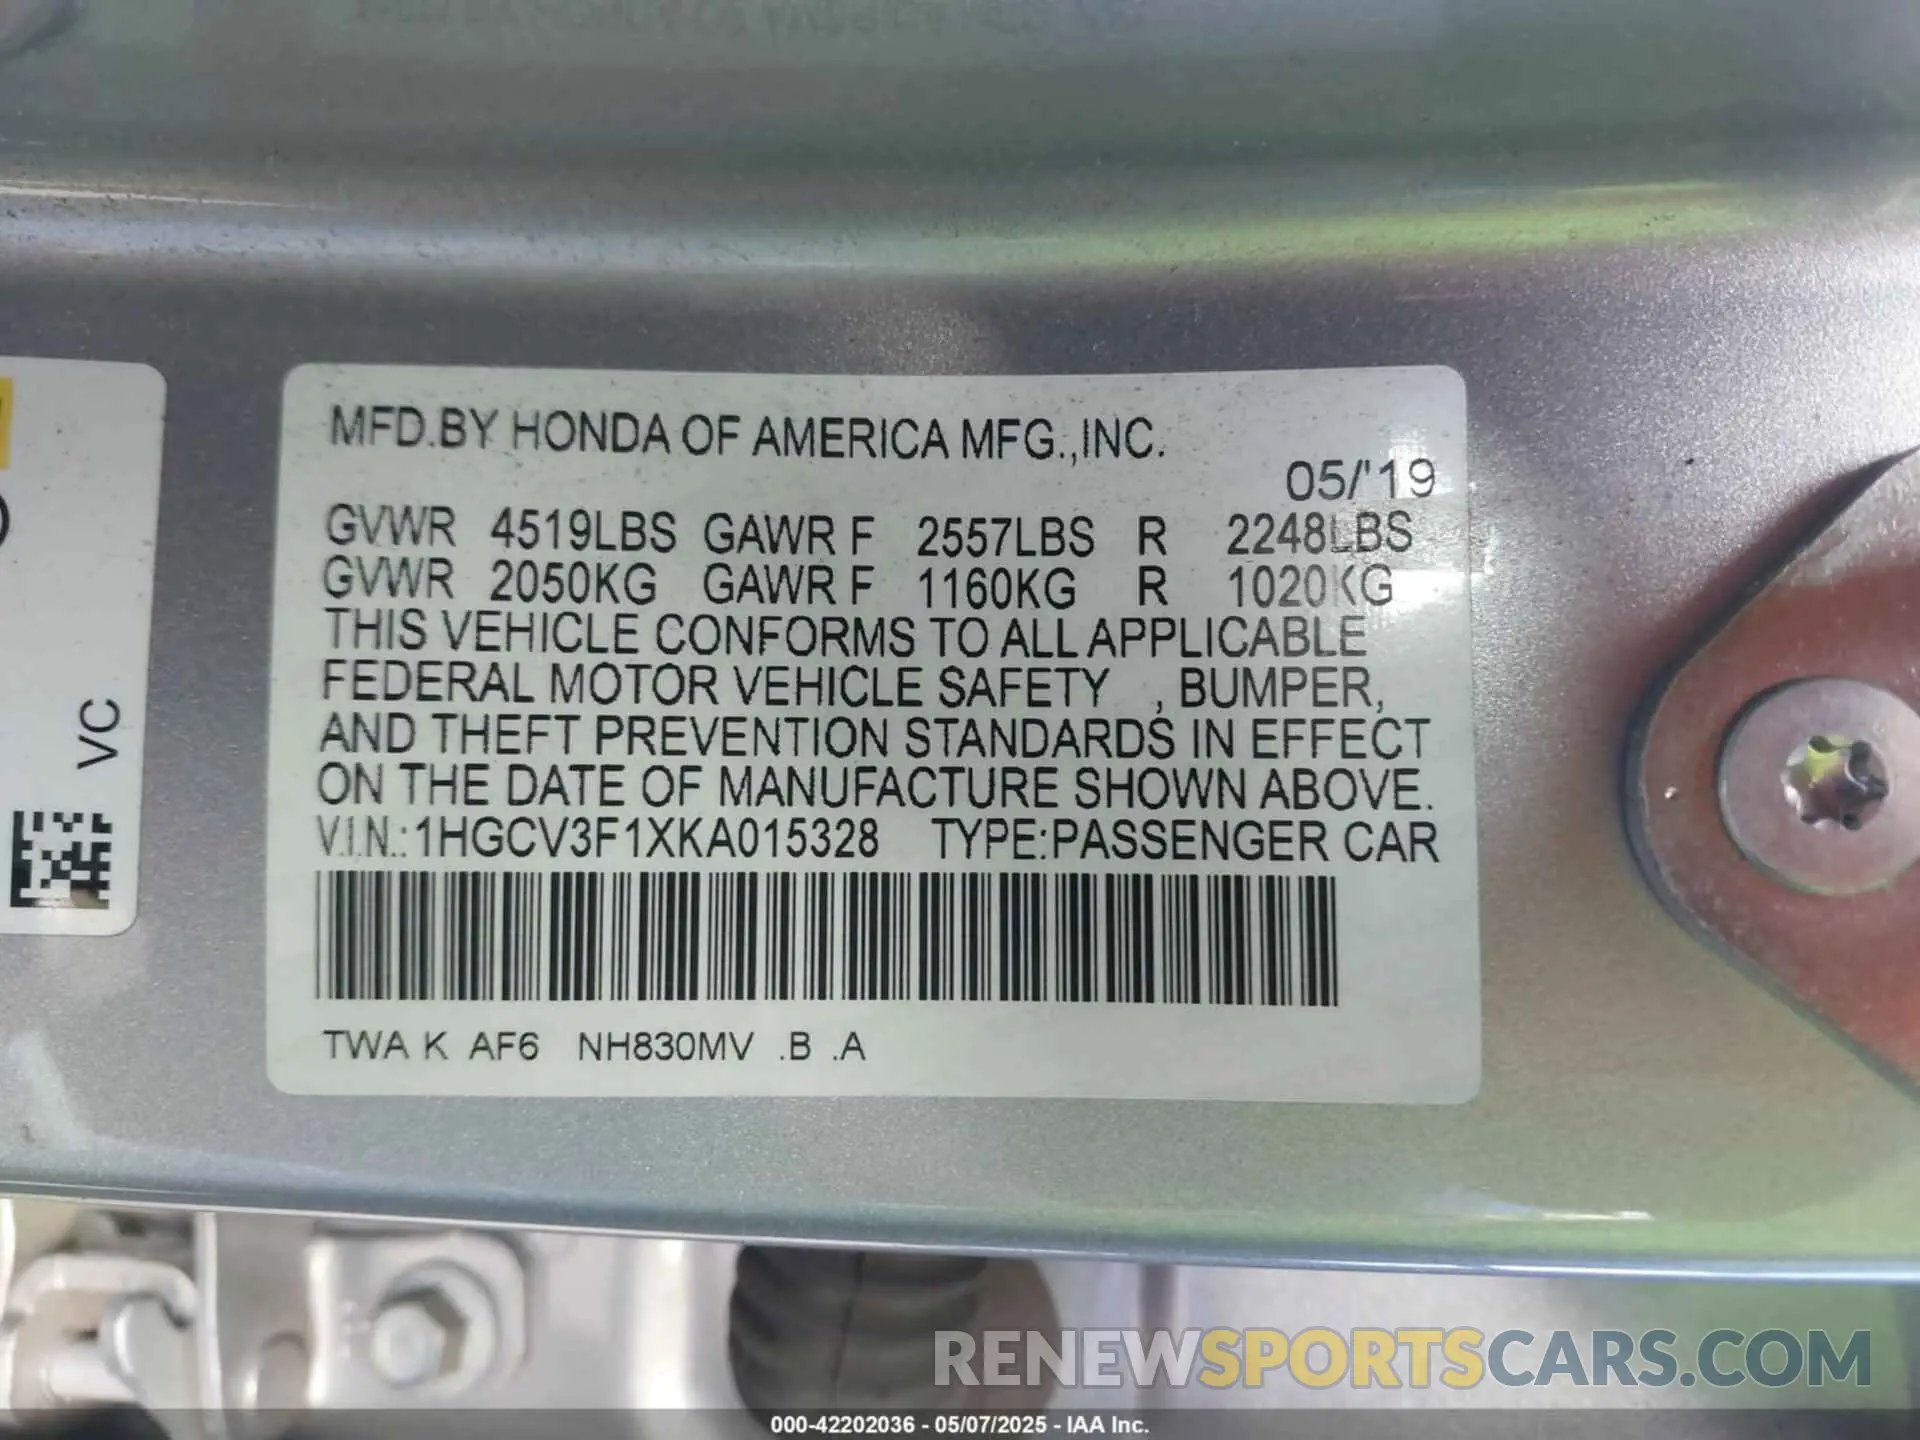 MFD.BY HONDA OF AMERICA MFG.,INC.
05/'19
GVWR 4519LBS GAWR F 2557LBS R 2248LBS
GVWR 2050KG GAWR F 1160KG R 1020KG
THIS VEHICLE CONFORMS TO ALL APPLICABLE
FEDERAL MOTOR VEHICLE SAFETY , BUMPER,
AND THEFT PREVENTION STANDARDS IN EFFECT
ON THE DATE OF MANUFACTURE SHOWN ABOVE.
V.I.N.:1HGCV3F1XKA015328 TYPE:PASSENGER CAR
TWA K AF6 NH830MV .B .A
VC
RENEWSPORTSCARS.COM
000-42202036 - 05/07/2025 - IAA Inc.